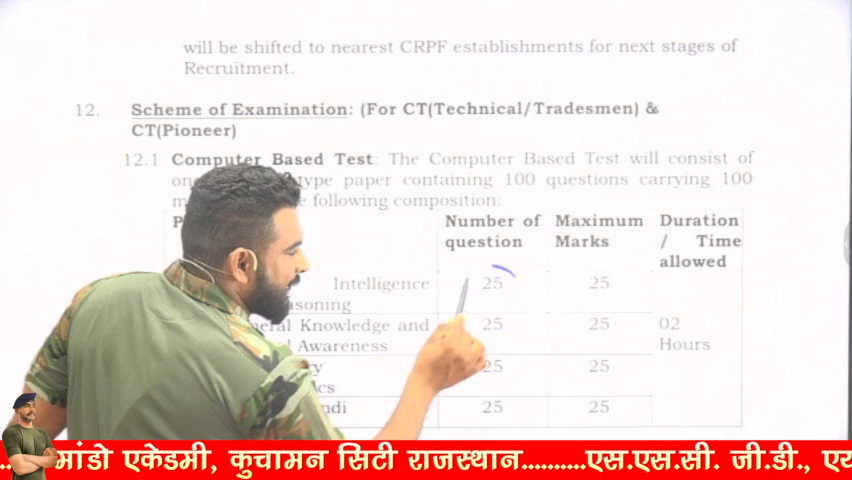 will be shifted to nearest CRPF establishments for next stages of
Recruitment.
12. Scheme of Examination: (For CT(Technical/Tradesmen) &
CT(Pioneer)
12.1 Computer Based Test: The Computer Based Test will consist of
type paper containing 100 questions carrying 100
following composition:
Number of question
Maximum Marks
Duration / Time allowed
Intelligence
25
25
Knowledge and
Awareness
25
25
02 Hours
25
25
25
25
एकेडमी, कुचामन सिटी राजस्थान..........एस.एस.सी. जी.डी.,